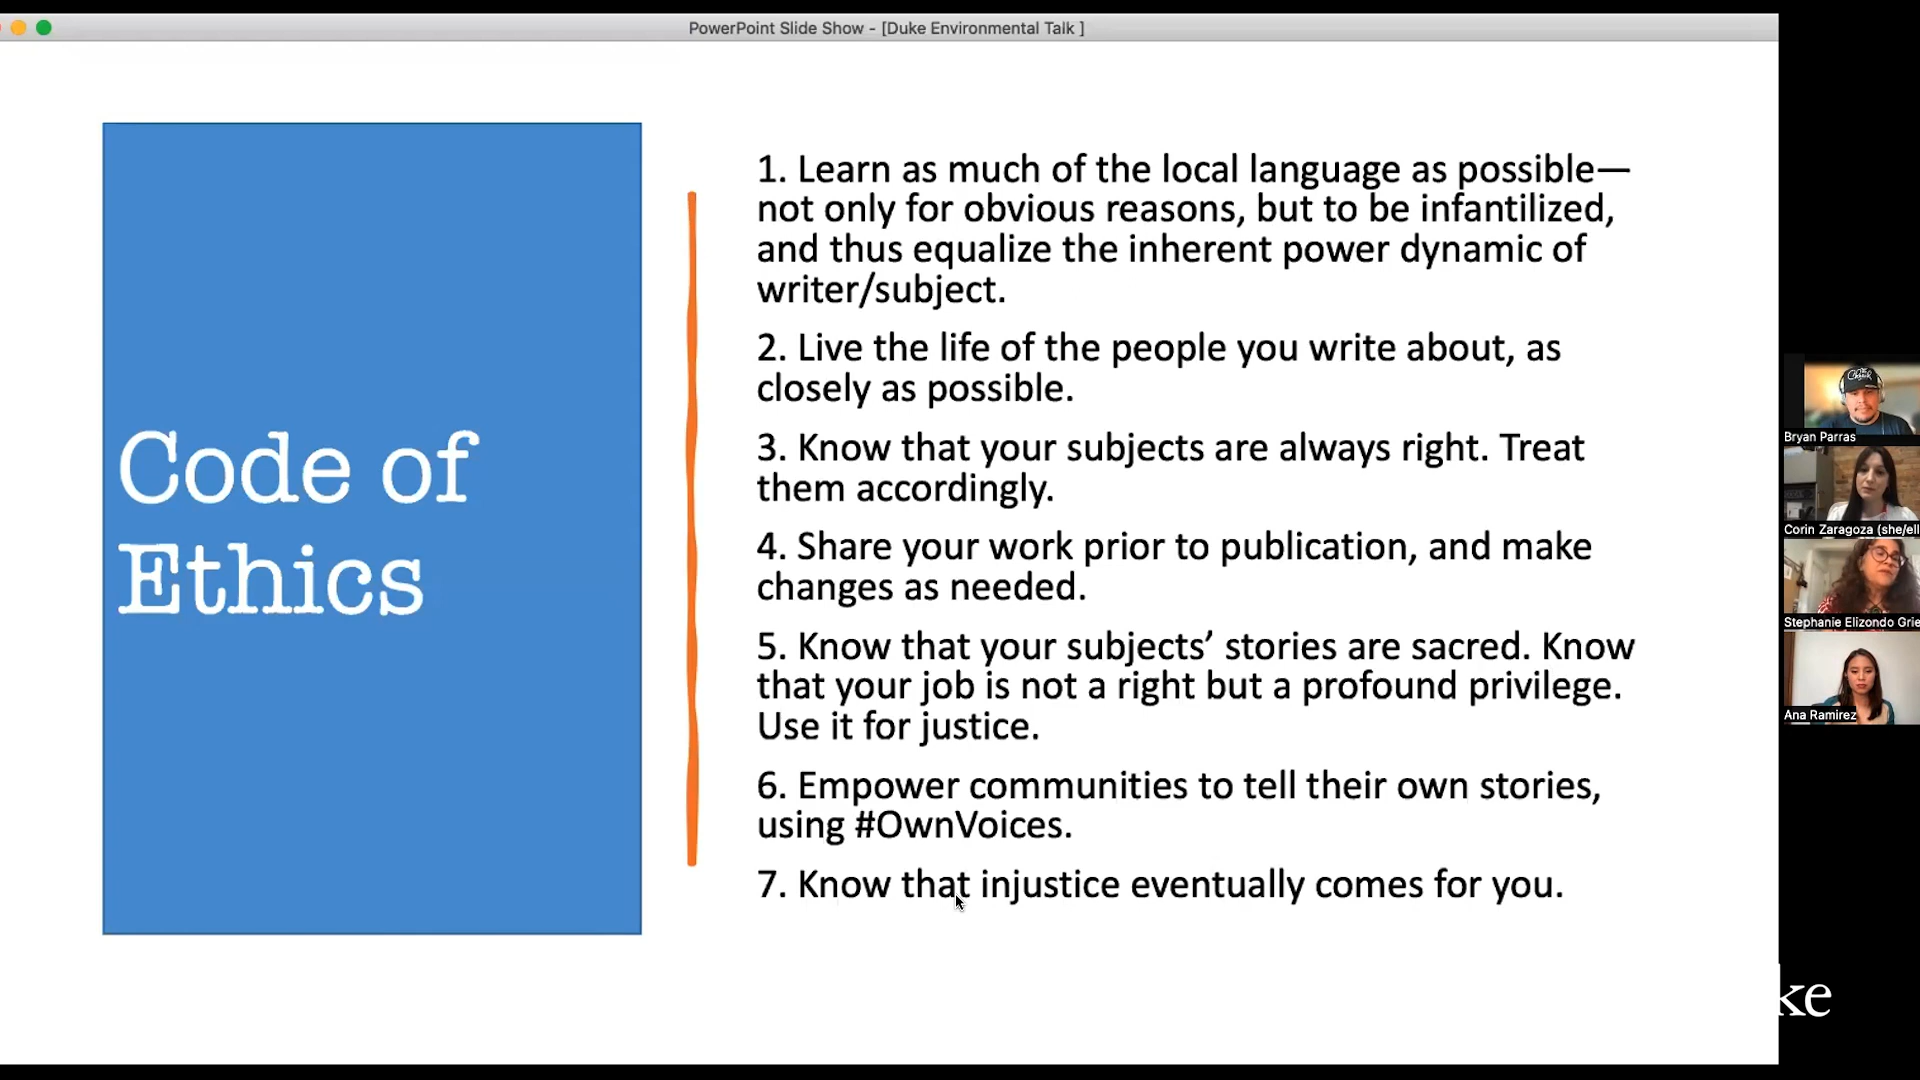 PowerPoint Slide Show - [Duke Environmental Talk ]
Code of
Ethics
1. Learn as much of the local language as possible—
not only for obvious reasons, but to be infantilized,
and thus equalize the inherent power dynamic of
writer/subject.
2. Live the life of the people you write about, as
closely as possible.
3. Know that your subjects are always right. Treat
them accordingly.
4. Share your work prior to publication, and make
changes as needed.
5. Know that your subjects’ stories are sacred. Know
that your job is not a right but a profound privilege.
Use it for justice.
6. Empower communities to tell their own stories,
using #OwnVoices.
7. Know that injustice eventually comes for you.
Bryan Parras
Corin Zaragoza (she/ell
Stephanie Elizondo Grie
Ana Ramirez
ke